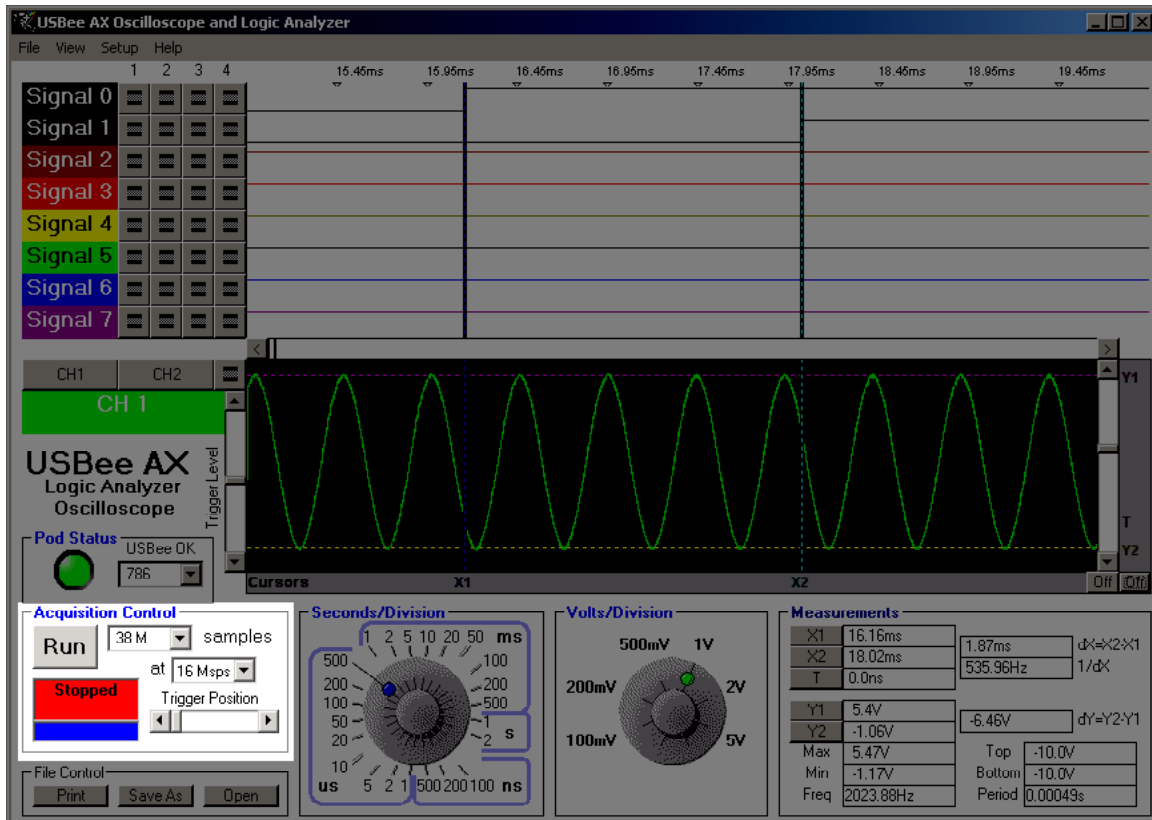 USBee AX Oscilloscope and Logic Analyzer
File View Setup Help
1 2 3 4
15.45ms 15.95ms 16.45ms 16.95ms 17.45ms 17.95ms 18.45ms 18.95ms 19.45ms
Signal 0
Signal 1
Signal 2
Signal 3
Signal 4
Signal 5
Signal 6
Signal 7
CH1 CH2
CH 1
Y1
USBee AX
Logic Analyzer
Oscilloscope
Trigger Level
T
Y2
Pod Status
USBee OK
786
Cursors X1 X2 Off Off
Acquisition Control
Run 38 M samples
at 16 Msps
Stopped
Trigger Position
File Control
Print Save As Open
Seconds/Division
1 2 5 10 20 50 ms
500 100
200 200
100 500
50 1
20 2 s
10
us 5 2 1 500 200 100 ns
Volts/Division
500mV 1V
200mV 2V
100mV 5V
Measurements
X1 16.16ms
X2 18.02ms
T 0.0ns
1.87ms dX=X2-X1
535.96Hz 1/dX
Y1 5.4V
Y2 -1.06V
-6.46V dY=Y2-Y1
Max 5.47V Top -10.0V
Min -1.17V Bottom -10.0V
Freq 2023.88Hz Period 0.00049s